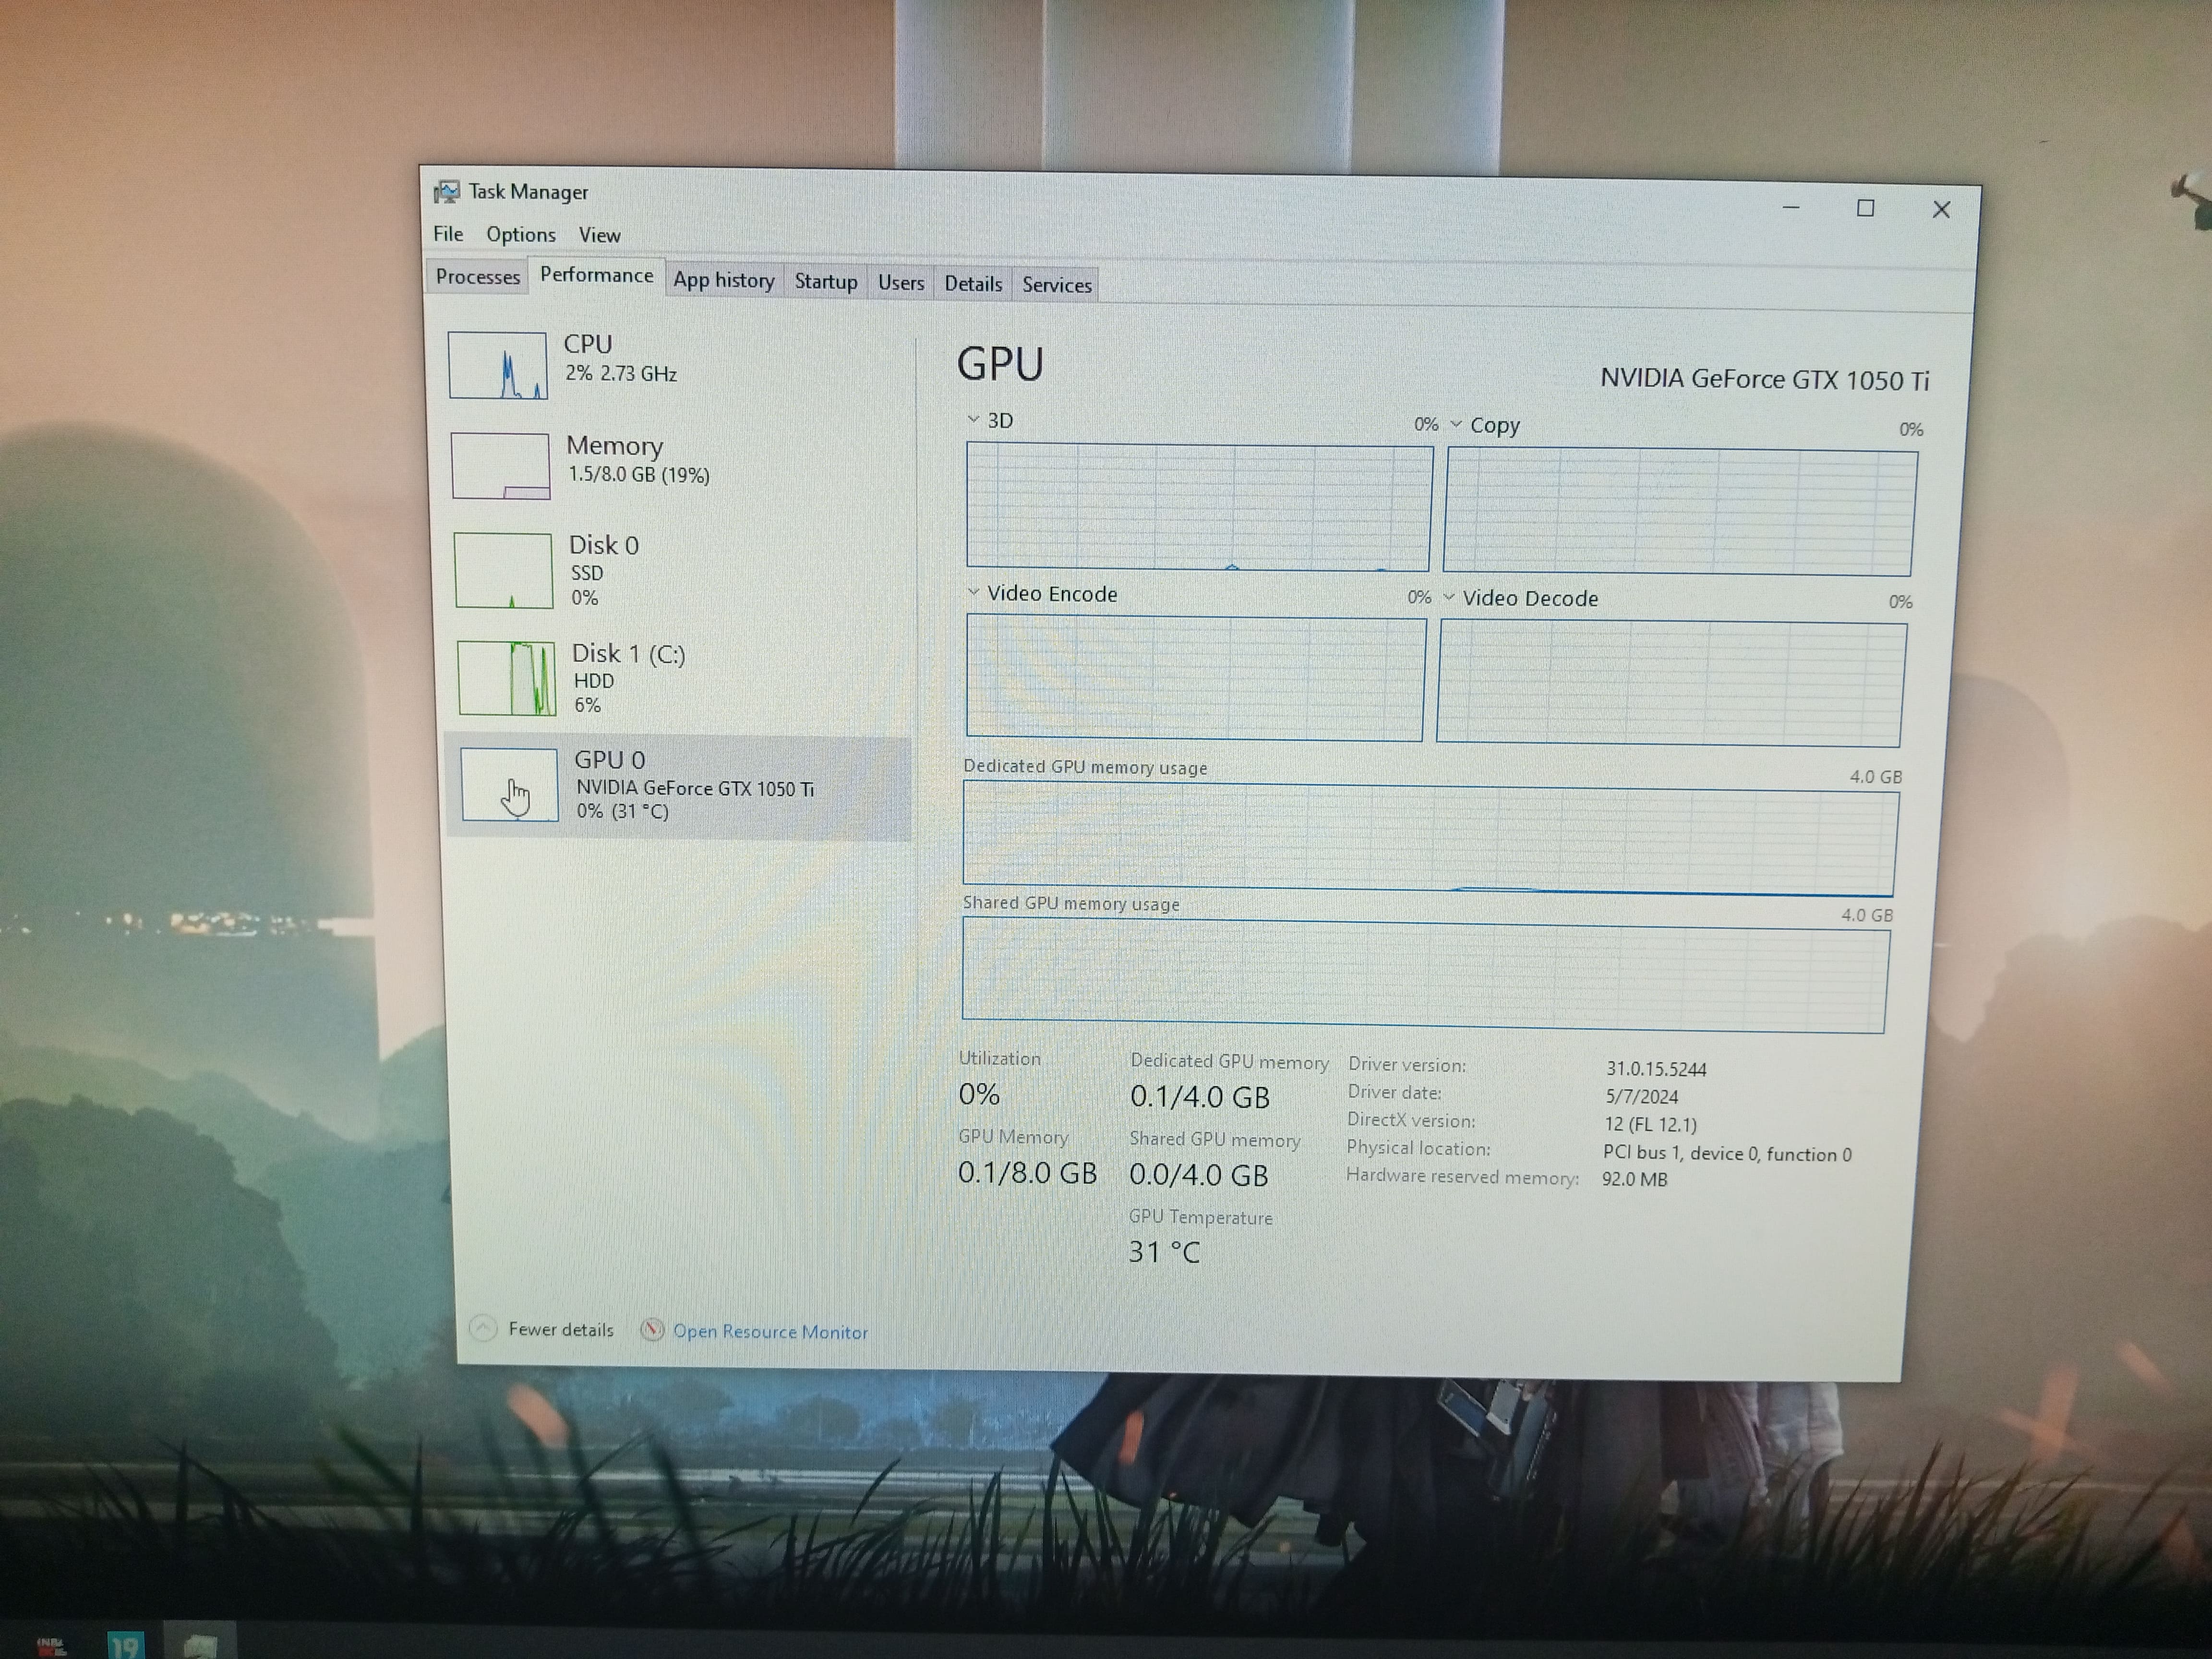 Task Manager
File Options View
Processes Performance App history Startup Users Details Services
CPU
2% 2.73 GHz
Memory
1.5/8.0 GB (19%)
Disk 0
SSD
0%
Disk 1 (C:)
HDD
6%
GPU 0
NVIDIA GeForce GTX 1050 Ti
0% (31 °C)
GPU
NVIDIA GeForce GTX 1050 Ti
3D 0% Copy 0%
Video Encode 0% Video Decode 0%
Dedicated GPU memory usage 4.0 GB
Shared GPU memory usage 4.0 GB
Utilization
0%
Dedicated GPU memory
0.1/4.0 GB
GPU Memory
0.1/8.0 GB
Shared GPU memory
0.0/4.0 GB
GPU Temperature
31 °C
Driver version: 31.0.15.5244
Driver date: 5/7/2024
DirectX version: 12 (FL 12.1)
Physical location: PCI bus 1, device 0, function 0
Hardware reserved memory: 92.0 MB
Fewer details Open Resource Monitor
19